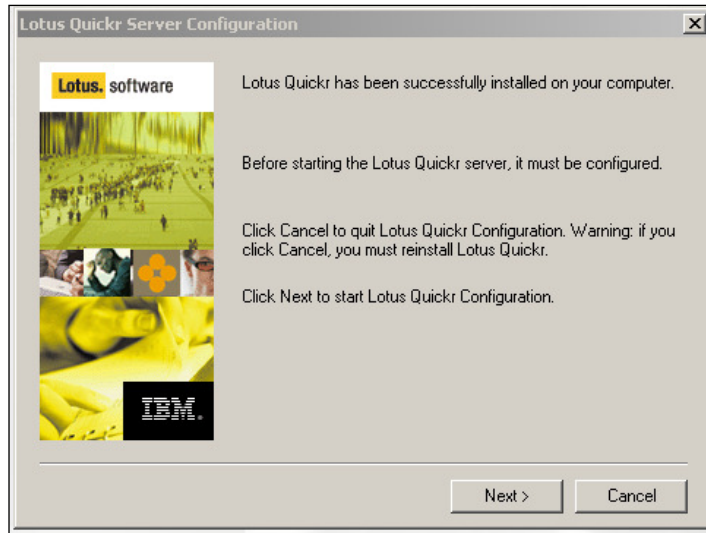 Lotus Quickr Server Configuration
Lotus. software
Lotus Quickr has been successfully installed on your computer.
Before starting the Lotus Quickr server, it must be configured.
Click Cancel to quit Lotus Quickr Configuration. Warning: if you
click Cancel, you must reinstall Lotus Quickr.
Click Next to start Lotus Quickr Configuration.
IBM.
Next >
Cancel